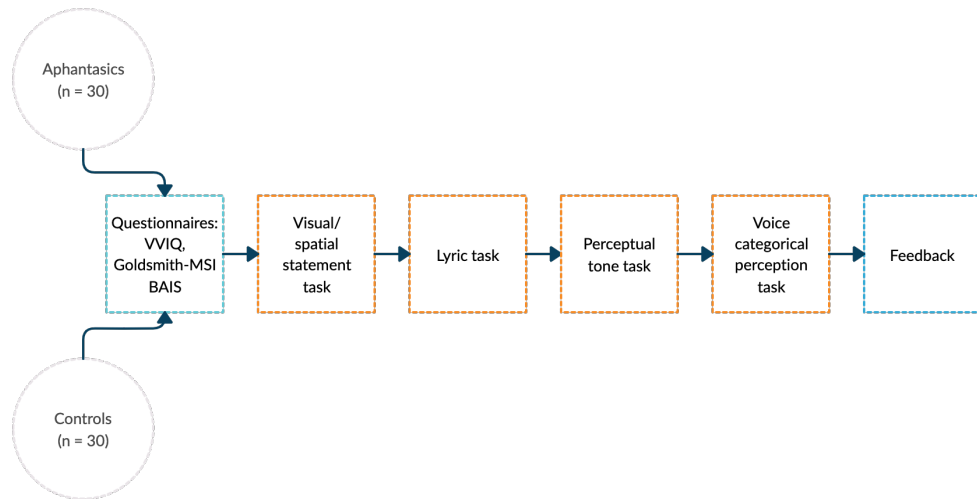 Aphantasics
(n = 30)
Questionnaires:
VVIQ,
Goldsmith-MSI
BAIS
Visual/
spatial
statement
task
Lyric task
Perceptual
tone task
Voice
categorical
perception
task
Feedback
Controls
(n = 30)